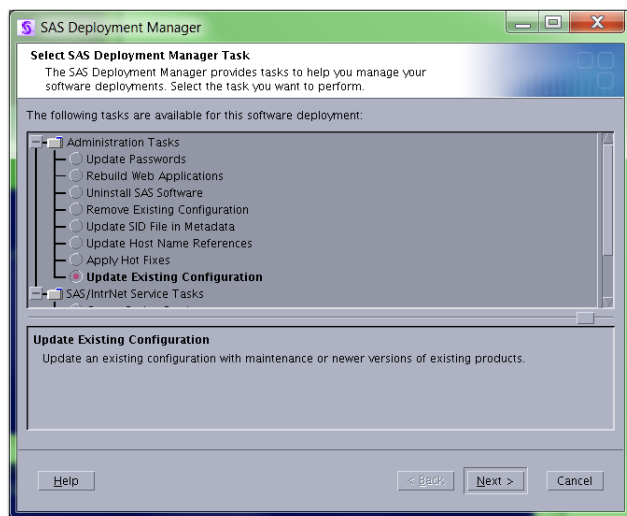 SAS Deployment Manager
Select SAS Deployment Manager Task
The SAS Deployment Manager provides tasks to help you manage your
software deployments. Select the task you want to perform.
The following tasks are available for this software deployment:
Administration Tasks
Update Passwords
Rebuild Web Applications
Uninstall SAS Software
Remove Existing Configuration
Update SID File in Metadata
Update Host Name References
Apply Hot Fixes
Update Existing Configuration
SAS/IntrNet Service Tasks
Update Existing Configuration
Update an existing configuration with maintenance or newer versions of existing products.
Help
< Back
Next >
Cancel